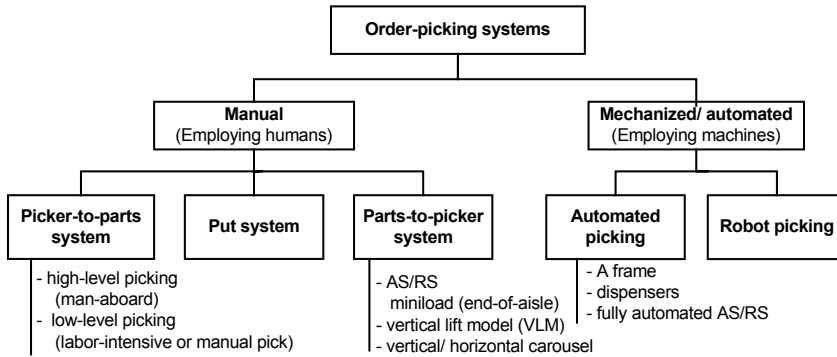 Order-picking systems
Manual
(Employing humans)
Mechanized/ automated
(Employing machines)
Picker-to-parts
system
Put system
Parts-to-picker
system
Automated
picking
Robot picking
- high-level picking
(man-aboard)
- low-level picking
(labor-intensive or manual pick)
- AS/RS
miniload (end-of-aisle)
- vertical lift model (VLM)
- vertical/ horizontal carousel
- A frame
- dispensers
- fully automated AS/RS